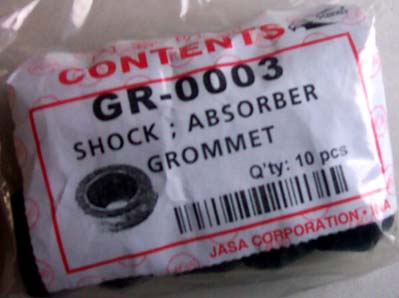 CONTENTS
GR-0003
SHOCK ; ABSORBER
GROMMET
Q'ty: 10 pcs
JASA CORPORATION